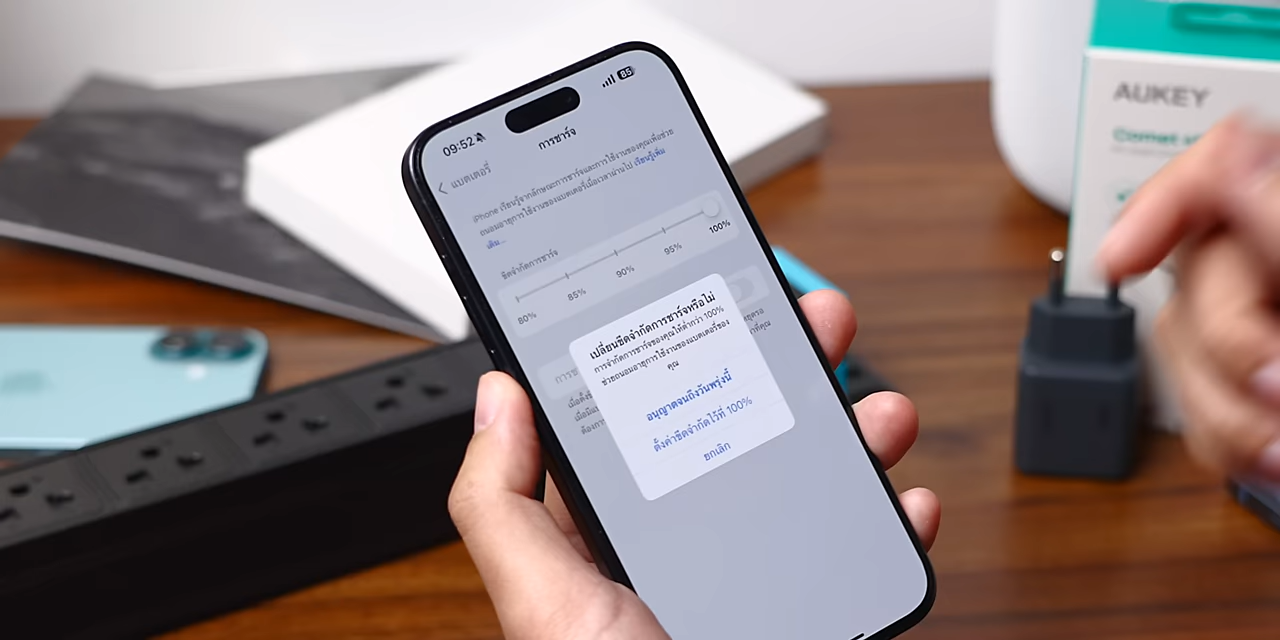 09:52
85
การชาร์จ
แบตเตอรี่
iPhone เรียนรู้จากลักษณะการชาร์จและการใช้งานของคุณเพื่อช่วย
ถนอมอายุการใช้งานของแบตเตอรี่เมื่อเวลาผ่านไป เรียนรู้เพิ่ม
เติม...
ขีดจำกัดการชาร์จ
80%
85%
90%
95%
100%
เปลี่ยนขีดจำกัดการชาร์จหรือไม่
การจำกัดการชาร์จของคุณให้ต่ำกว่า 100%
ช่วยถนอมอายุการใช้งานของแบตเตอรี่ของ
คุณ
อนุญาตจนถึงวันพรุ่งนี้
ตั้งค่าขีดจำกัดไว้ที่ 100%
ยกเลิก
AUKEY